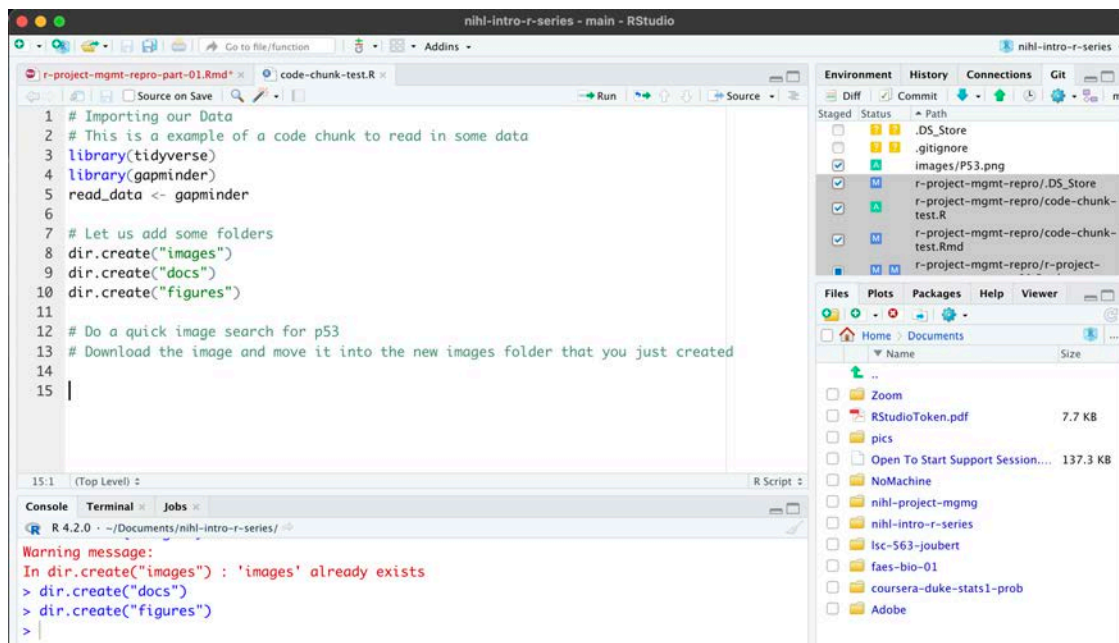 nihl-intro-r-series - main - RStudio
Go to file/function
Addins
nihl-intro-r-series
r-project-mgmt-repro-part-01.Rmd*
code-chunk-test.R
Source on Save
Run
Source
1 # Importing our Data
2 # This is a example of a code chunk to read in some data
3 library(tidyverse)
4 library(gapminder)
5 read_data <- gapminder
6
7 # Let us add some folders
8 dir.create("images")
9 dir.create("docs")
10 dir.create("figures")
11
12 # Do a quick image search for p53
13 # Download the image and move it into the new images folder that you just created
14
15
15:1 (Top Level)
R Script
Console Terminal Jobs
R 4.2.0 · ~/Documents/nihl-intro-r-series/
Warning message:
In dir.create("images") : 'images' already exists
> dir.create("docs")
> dir.create("figures")
>
Environment History Connections Git
Diff Commit
Staged Status Path
? ? .DS_Store
? ? .gitignore
A images/P53.png
M r-project-mgmt-repro/.DS_Store
A r-project-mgmt-repro/code-chunk-
test.R
M r-project-mgmt-repro/code-chunk-
test.Rmd
M M r-project-mgmt-repro/r-project-
Files Plots Packages Help Viewer
Home Documents
Name Size
..
Zoom
RStudioToken.pdf 7.7 KB
pics
Open To Start Support Session.... 137.3 KB
NoMachine
nihl-project-mgmg
nihl-intro-r-series
lsc-563-joubert
faes-bio-01
coursera-duke-stats1-prob
Adobe